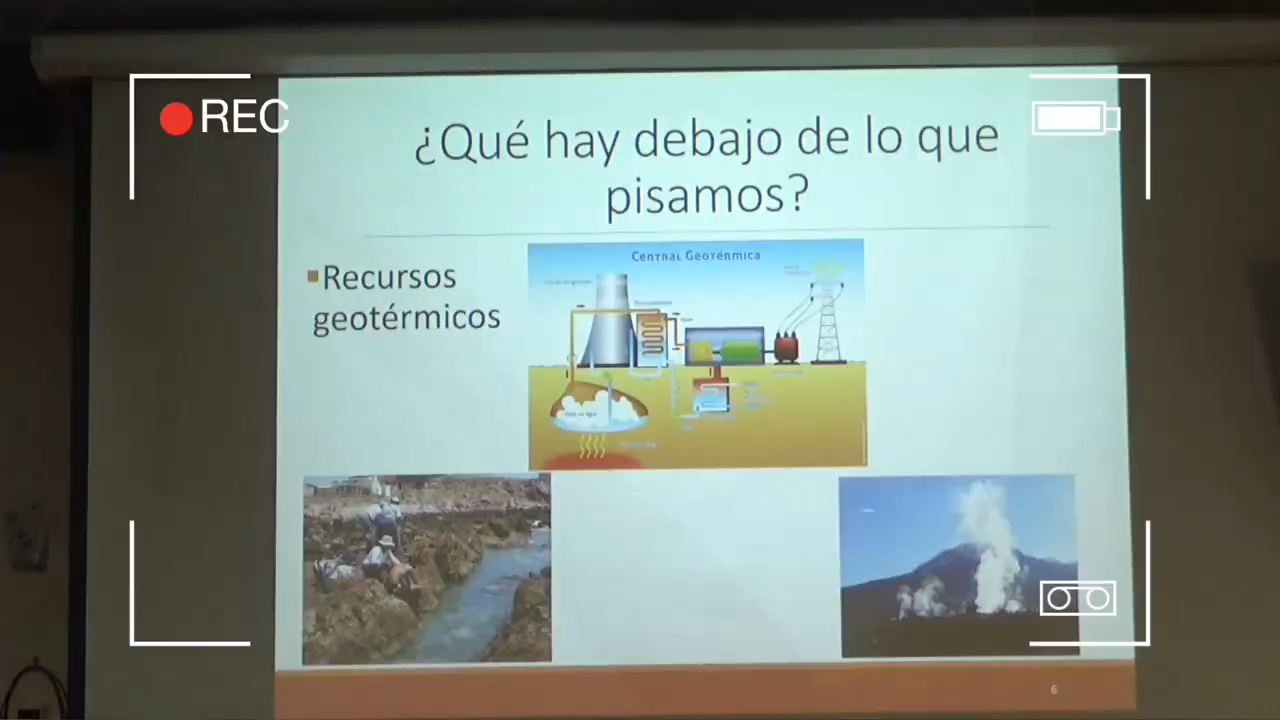 REC
¿Qué hay debajo de lo que
pisamos?
Recursos
geotérmicos
Central Geotérmica
6